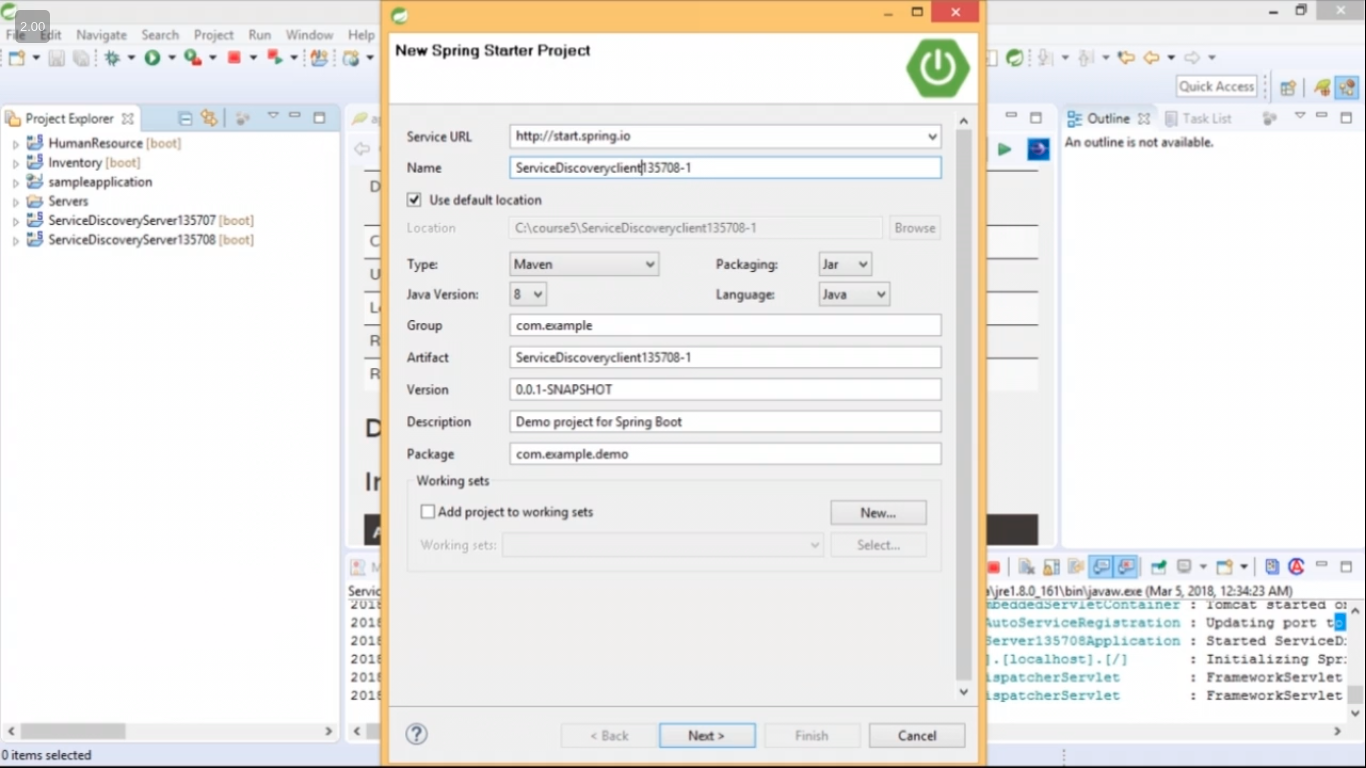 2.00
File Edit Navigate Search Project Run Window Help
Quick Access
New Spring Starter Project
Service URL http://start.spring.io
Name ServiceDiscoveryclient135708-1
Use default location
Location C:\course5\ServiceDiscoveryclient135708-1 Browse
Type: Maven Packaging: Jar
Java Version: 8 Language: Java
Group com.example
Artifact ServiceDiscoveryclient135708-1
Version 0.0.1-SNAPSHOT
Description Demo project for Spring Boot
Package com.example.demo
Working sets
Add project to working sets New...
Working sets: Select...
< Back Next > Finish Cancel
Project Explorer
HumanResource [boot]
Inventory [boot]
sampleapplication
Servers
ServiceDiscoveryServer135707 [boot]
ServiceDiscoveryServer135708 [boot]
Outline Task List
An outline is not available.
D
C
U
L
R
R
D
Ir
Servic a\jre1.8.0_161\bin\javaw.exe (Mar 5, 2018, 12:34:23 AM)
2018 mbeddedServletContainer : Tomcat started o
2018 AutoServiceRegistration : Updating port to
2018 Server135708Application : Started ServiceDi
2018 ].[localhost].[/] : Initializing Spr
2018 ispatcherServlet : FrameworkServlet
2018 ispatcherServlet : FrameworkServlet
0 items selected